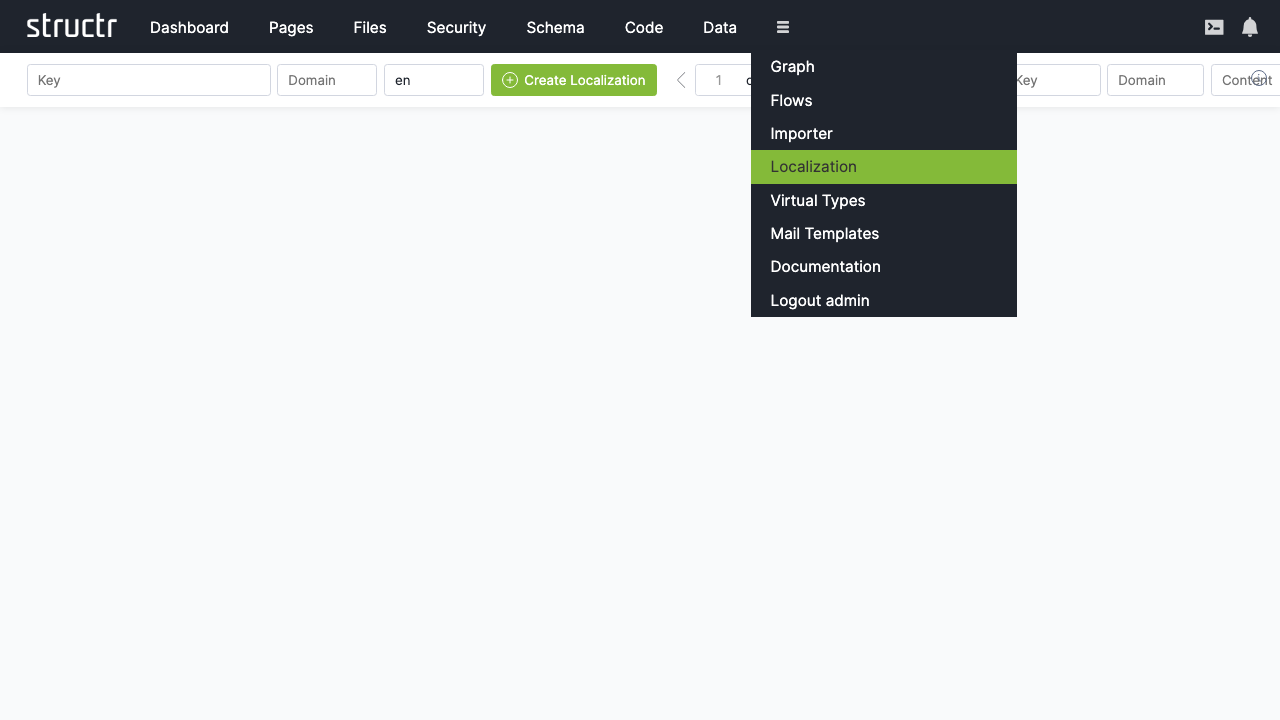 structr Dashboard Pages Files Security Schema Code Data
Key Domain en Create Localization 1 Key Domain Content
Graph
Flows
Importer
Localization
Virtual Types
Mail Templates
Documentation
Logout admin